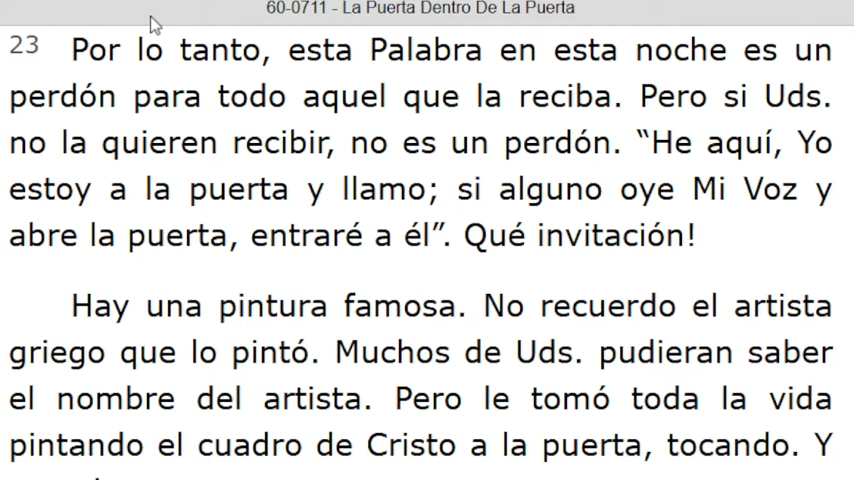 60-0711 - La Puerta Dentro De La Puerta
23 Por lo tanto, esta Palabra en esta noche es un
perdón para todo aquel que la reciba. Pero si Uds.
no la quieren recibir, no es un perdón. “He aquí, Yo
estoy a la puerta y llamo; si alguno oye Mi Voz y
abre la puerta, entraré a él”. Qué invitación!
Hay una pintura famosa. No recuerdo el artista
griego que lo pintó. Muchos de Uds. pudieran saber
el nombre del artista. Pero le tomó toda la vida
pintando el cuadro de Cristo a la puerta, tocando. Y